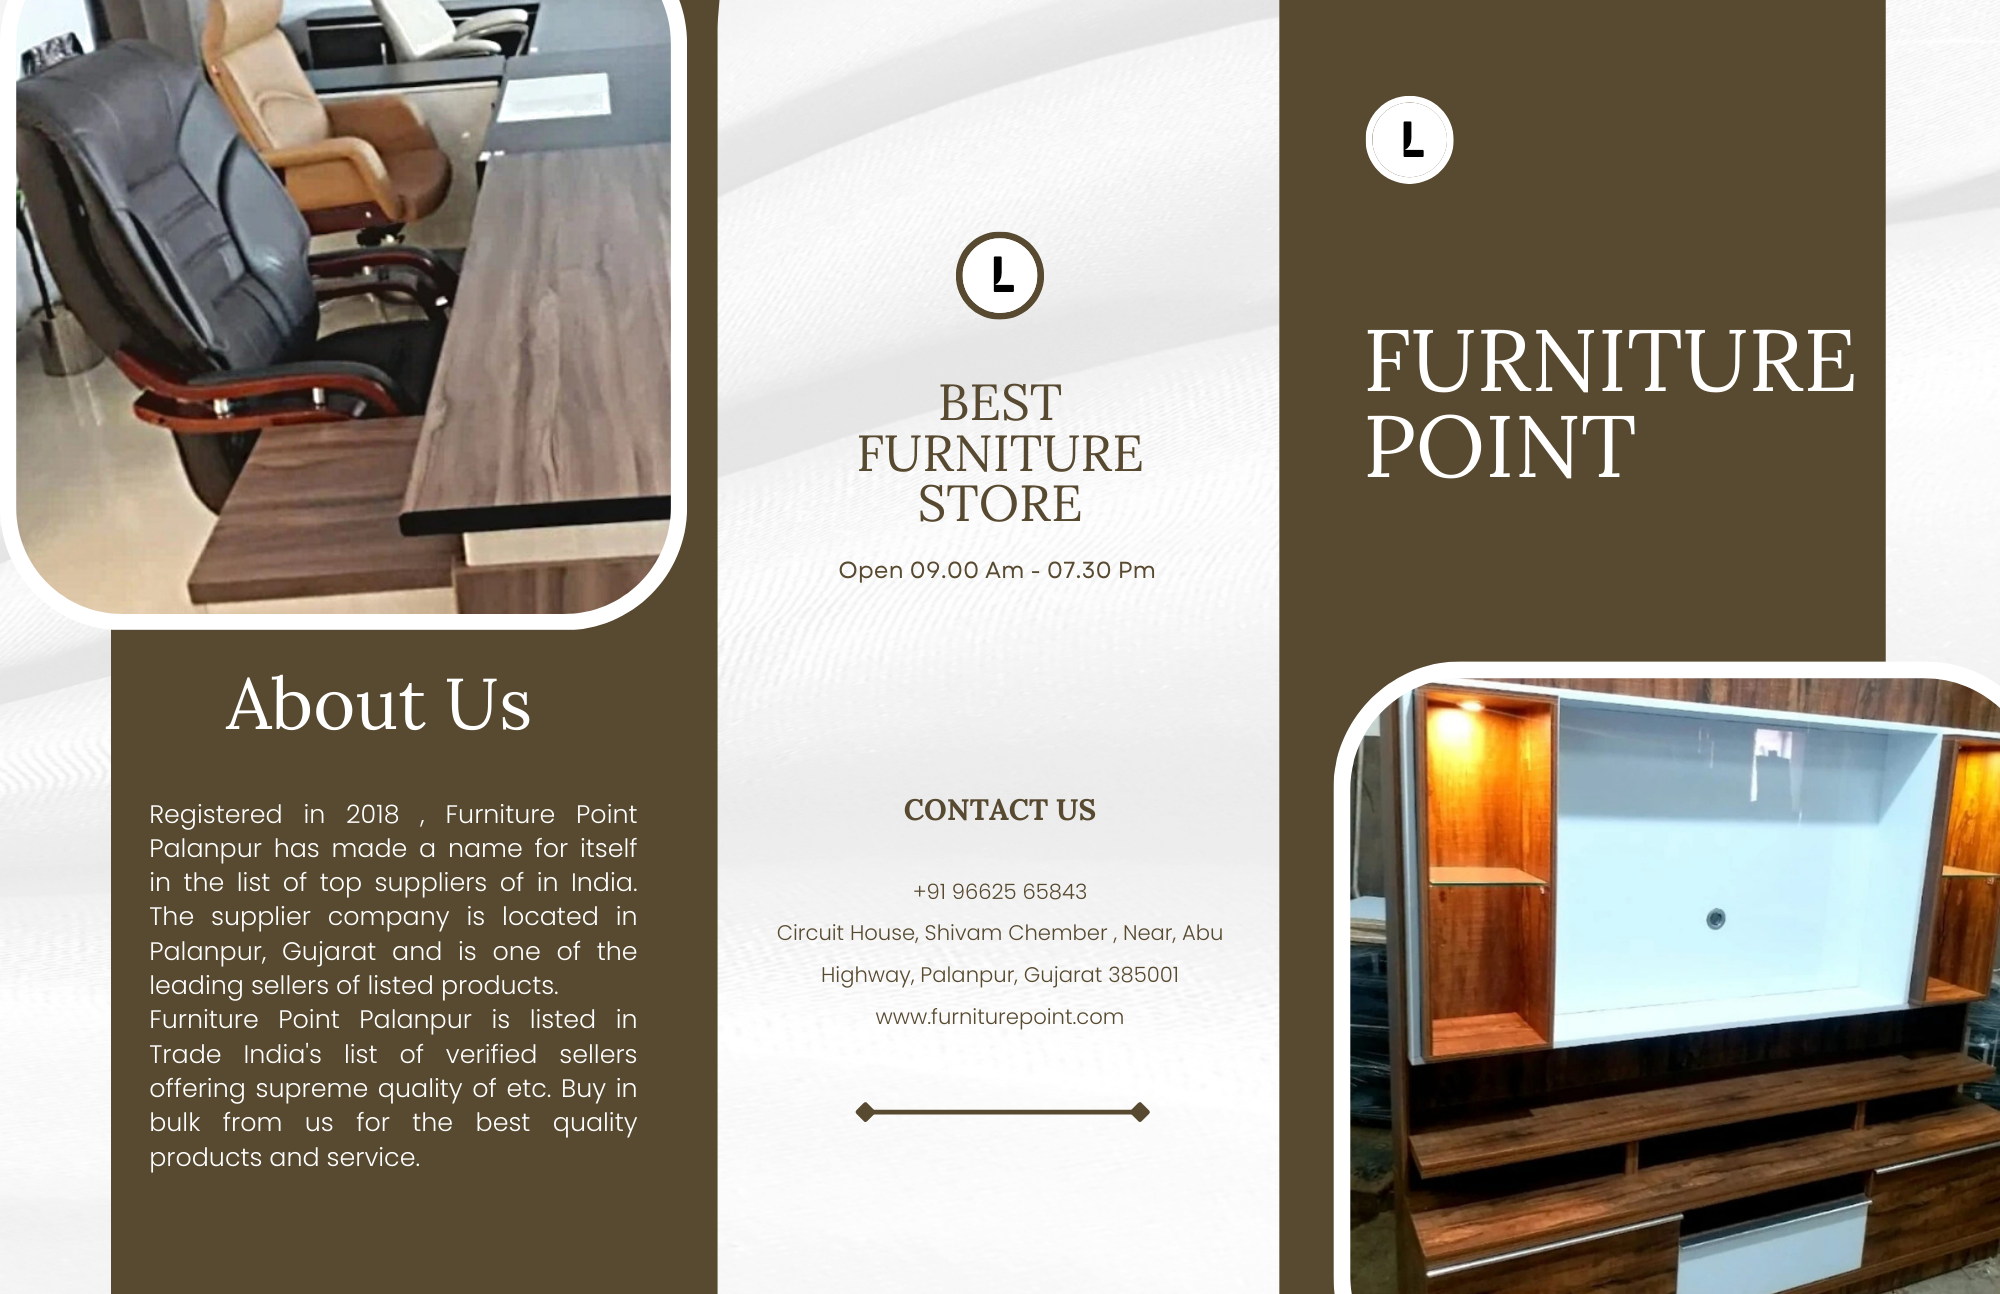 About Us
Registered in 2018 , Furniture Point
Palanpur has made a name for itself
in the list of top suppliers of in India.
The supplier company is located in
Palanpur, Gujarat and is one of the
leading sellers of listed products.
Furniture Point Palanpur is listed in
Trade India's list of verified sellers
offering supreme quality of etc. Buy in
bulk from us for the best quality
products and service.
L
BEST
FURNITURE
STORE
Open 09.00 Am - 07.30 Pm
CONTACT US
+91 96625 65843
Circuit House, Shivam Chember , Near, Abu
Highway, Palanpur, Gujarat 385001
www.furniturepoint.com
L
FURNITURE
POINT